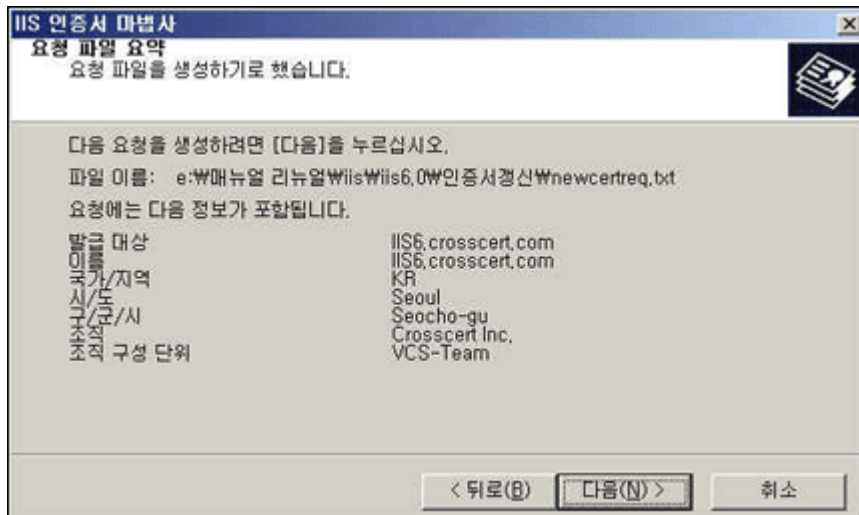 IIS 인증서 마법사
요청 파일 요약
요청 파일을 생성하기로 했습니다.
다음 요청을 생성하려면 [다음]을 누르십시오.
파일 이름: e:₩매뉴얼 리뉴얼₩iis₩iis6.0₩인증서갱신₩newcertreq.txt
요청에는 다음 정보가 포함됩니다.
발급 대상 IIS6.crosscert.com
이름 IIS6.crosscert.com
국가/지역 KR
시/도 Seoul
구/군/시 Seocho-gu
조직 Crosscert Inc.
조직 구성 단위 VCS-Team
< 뒤로(B) 다음(N) > 취소